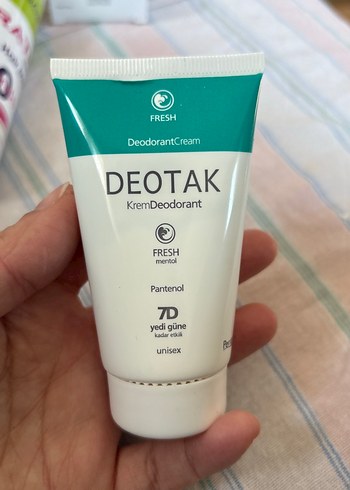 FRESH
DeodorantCream
DEOTAK
KremDeodorant
FRESH
mentol
Pantenol
7D
yedi güne
kadar etkili
unisex